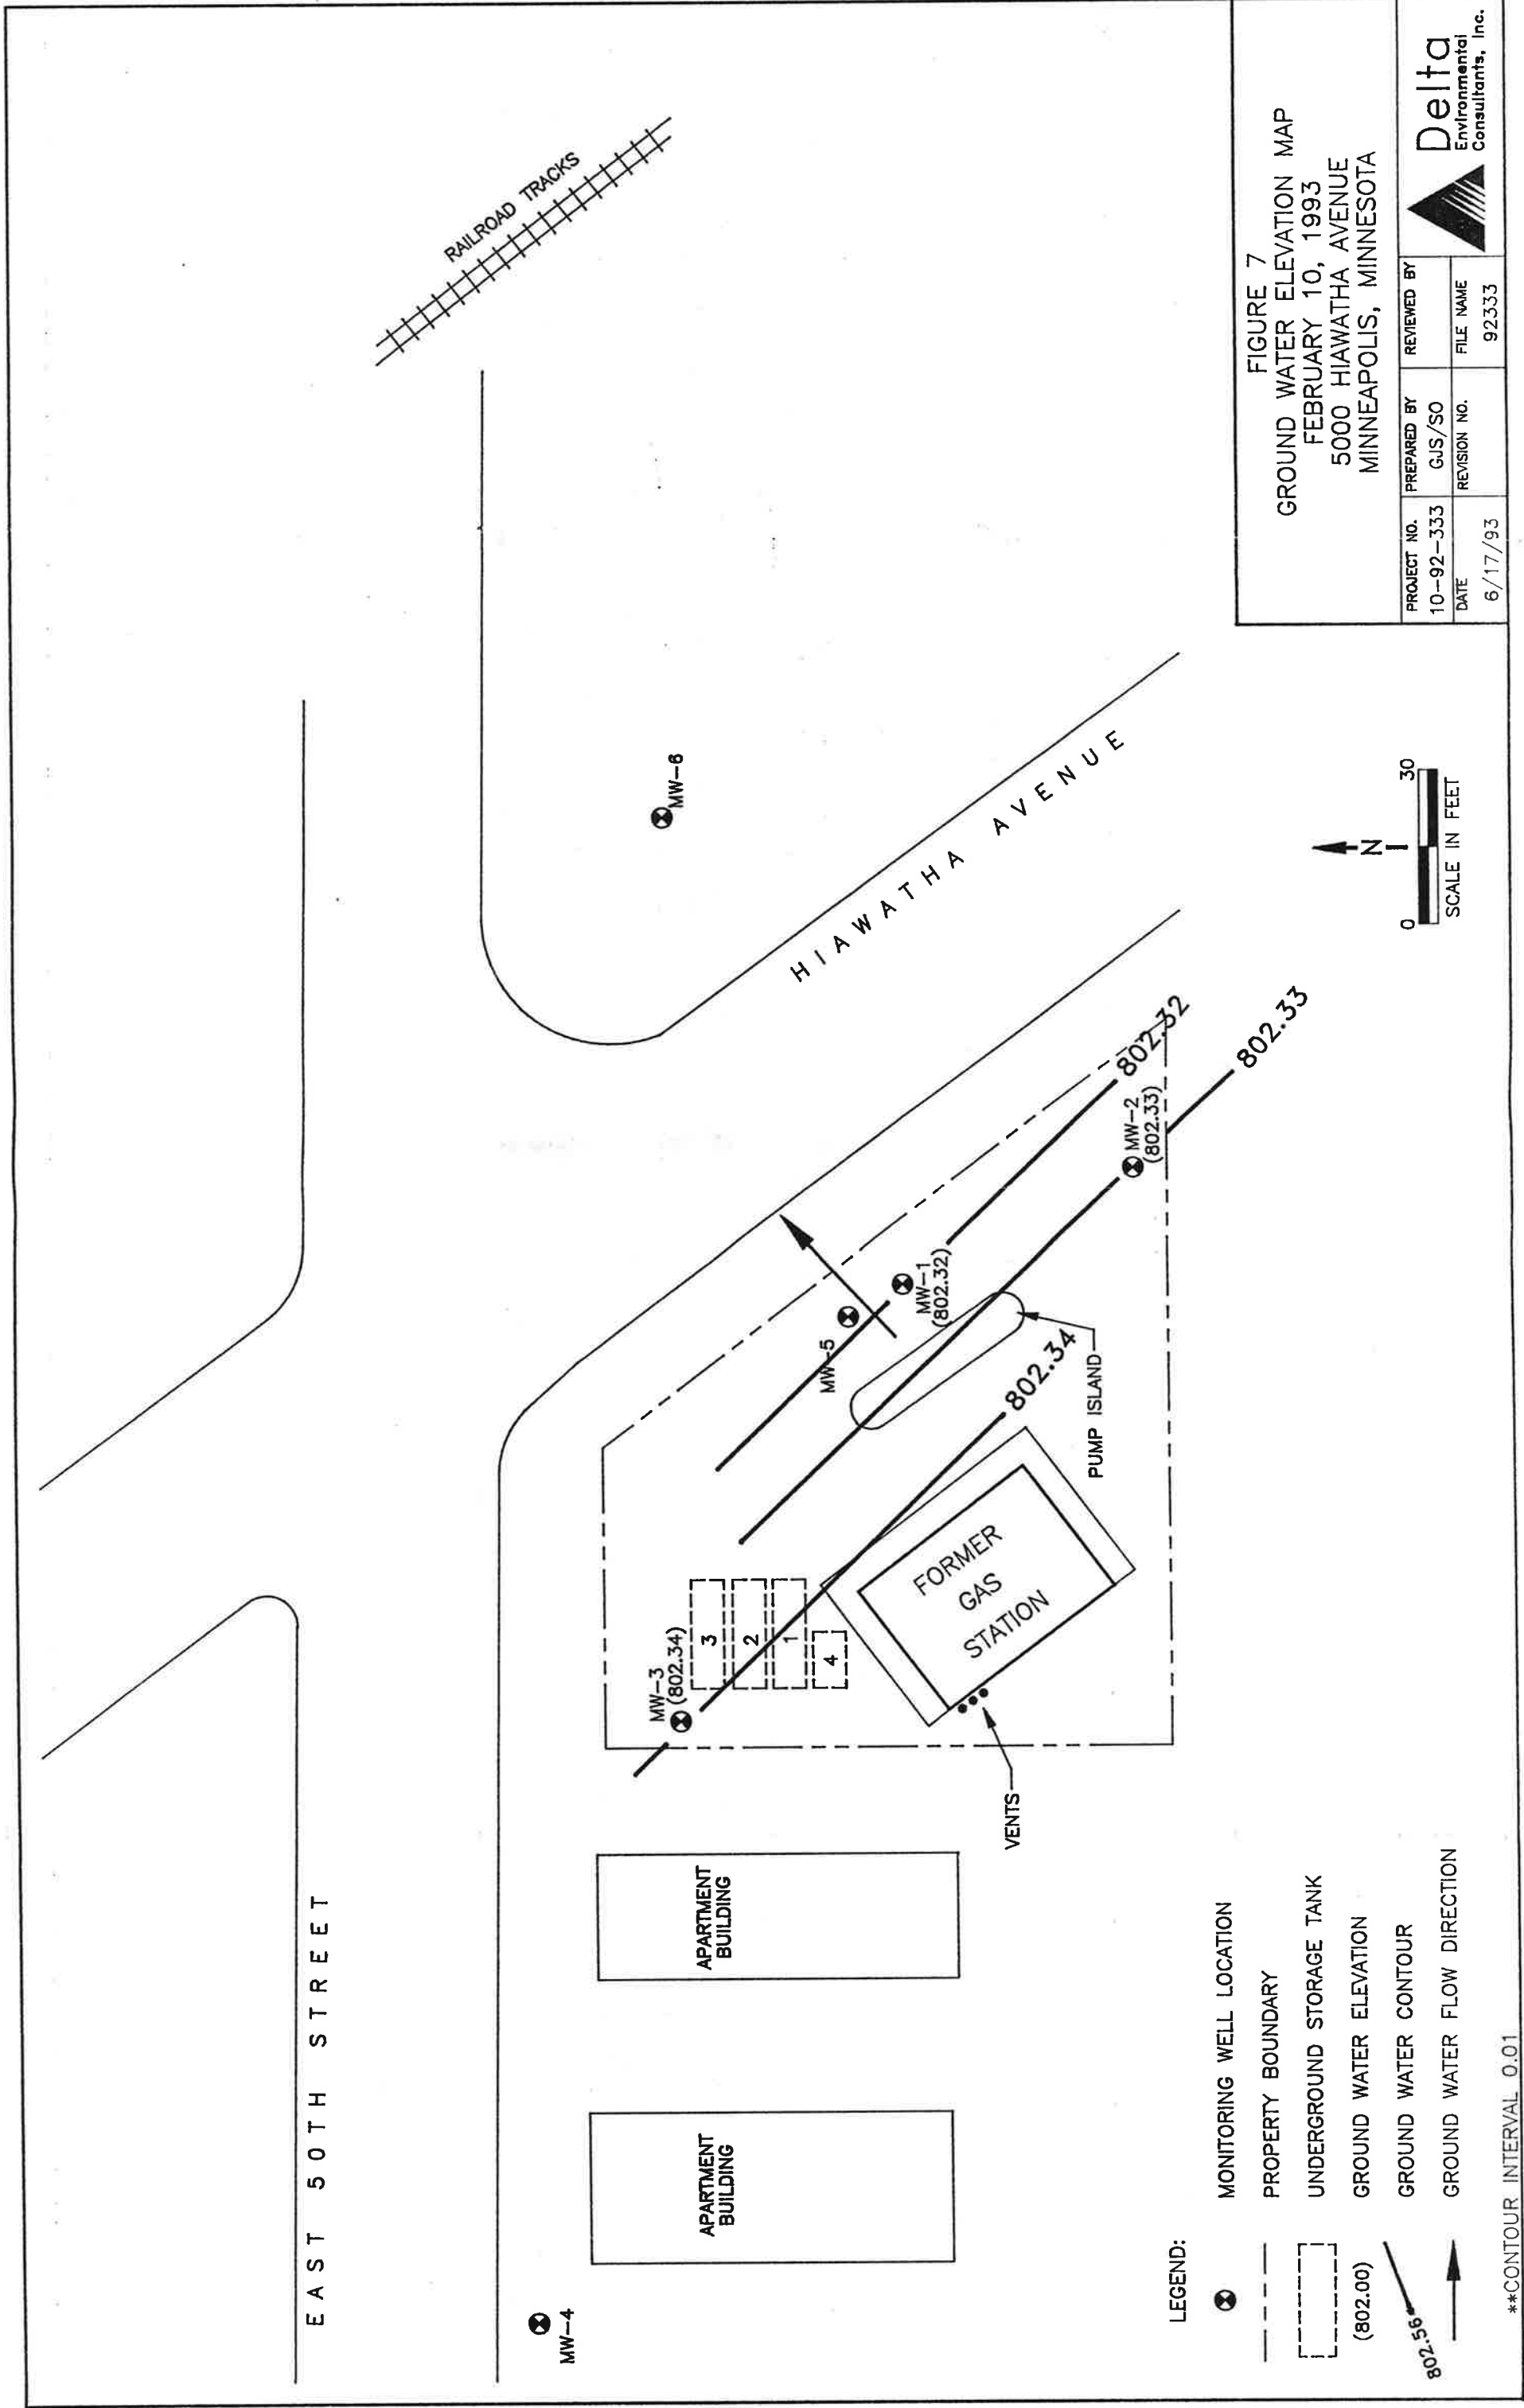 RAILROAD TRACKS
EAST 50TH STREET
MW-6
HIAWATHA AVENUE
MW-4
APARTMENT
BUILDING
APARTMENT
BUILDING
MW-3
(802.34)
3
2
1
4
MW-5
MW-1
(802.32)
802.32
MW-2
(802.33)
802.33
802.34
PUMP ISLAND
FORMER
GAS
STATION
VENTS
LEGEND:
MONITORING WELL LOCATION
PROPERTY BOUNDARY
UNDERGROUND STORAGE TANK
(802.00) GROUND WATER ELEVATION
802.56 GROUND WATER CONTOUR
GROUND WATER FLOW DIRECTION
**CONTOUR INTERVAL 0.01
N
0 30
SCALE IN FEET
FIGURE 7
GROUND WATER ELEVATION MAP
FEBRUARY 10, 1993
5000 HIAWATHA AVENUE
MINNEAPOLIS, MINNESOTA
PROJECT NO. PREPARED BY REVIEWED BY
10-92-333 GJS/SO
DATE REVISION NO. FILE NAME
6/17/93 92333
Delta
Environmental
Consultants, Inc.